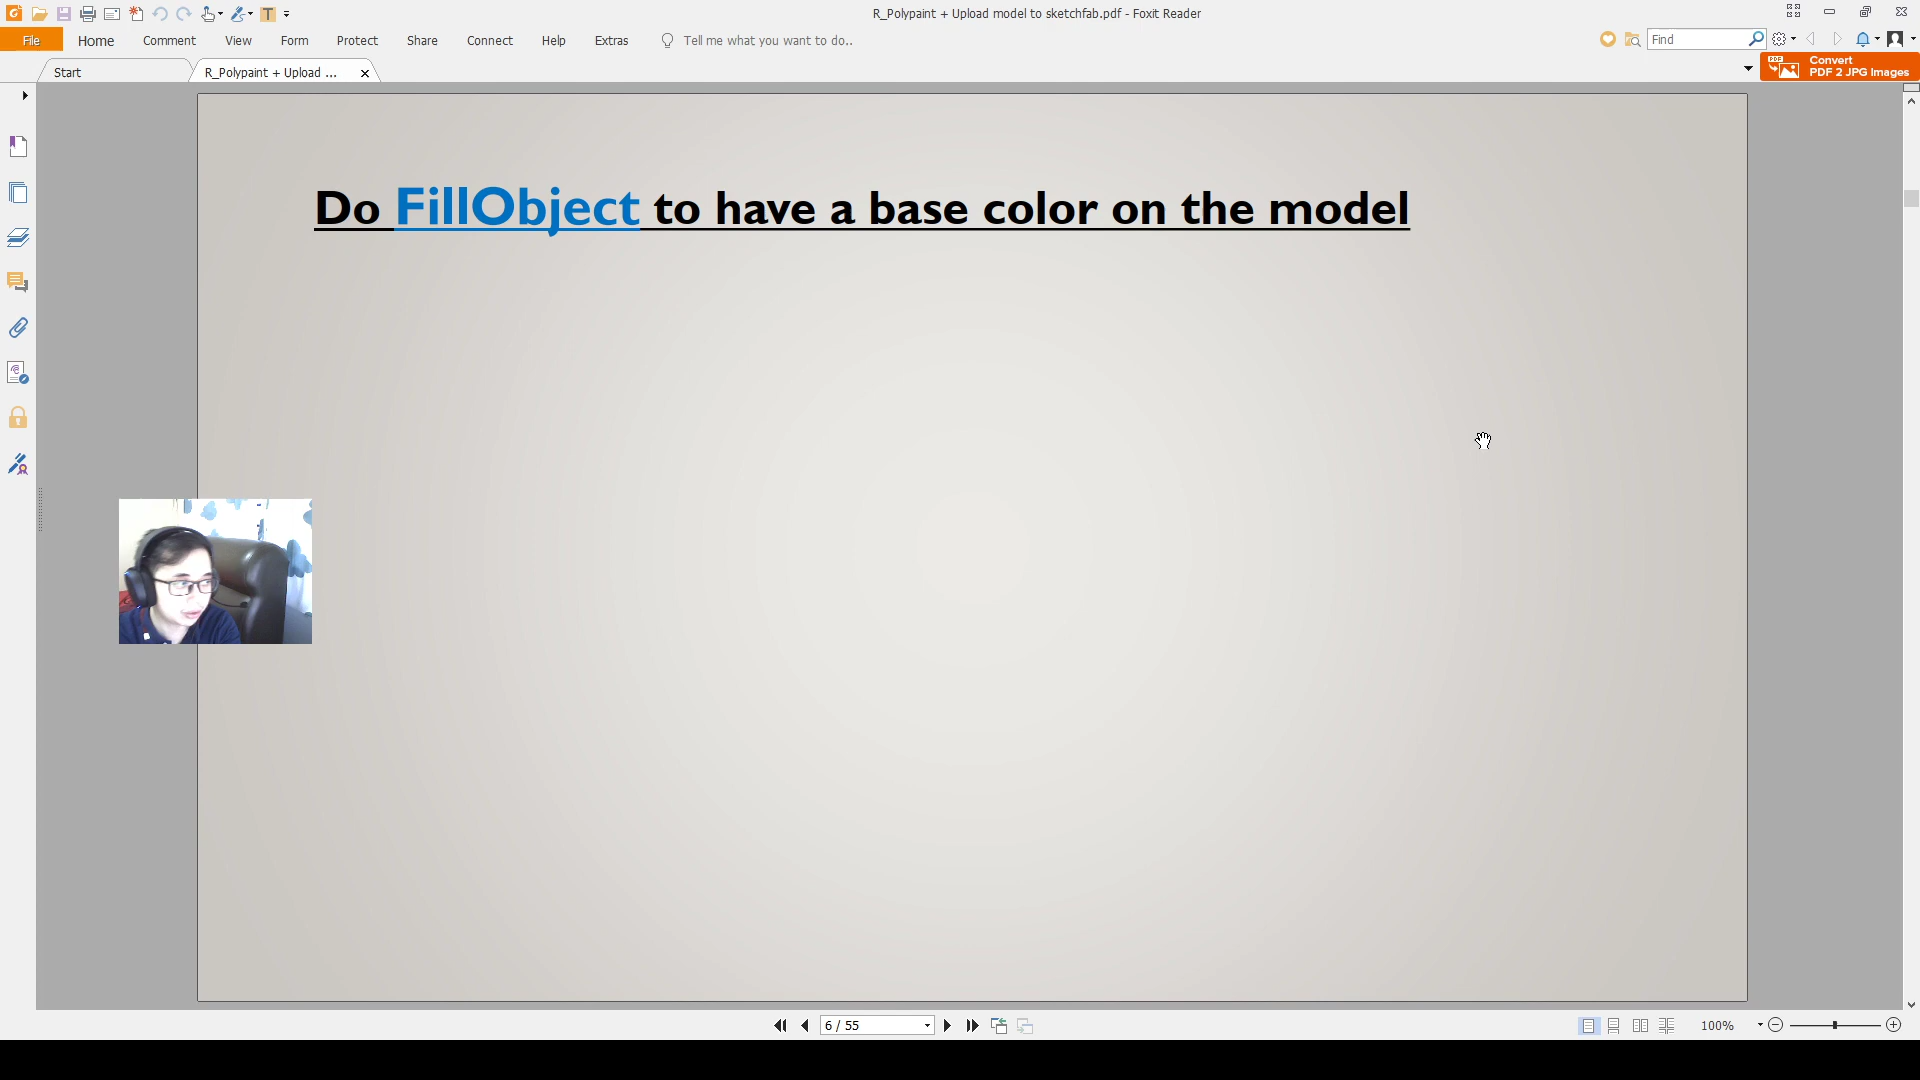 R_Polypaint + Upload model to sketchfab.pdf - Foxit Reader
File Home Comment View Form Protect Share Connect Help Extras Tell me what you want to do.. Find
Start R_Polypaint + Upload ... Convert
PDF 2 JPG Images
Do FillObject to have a base color on the model
6 / 55 100%